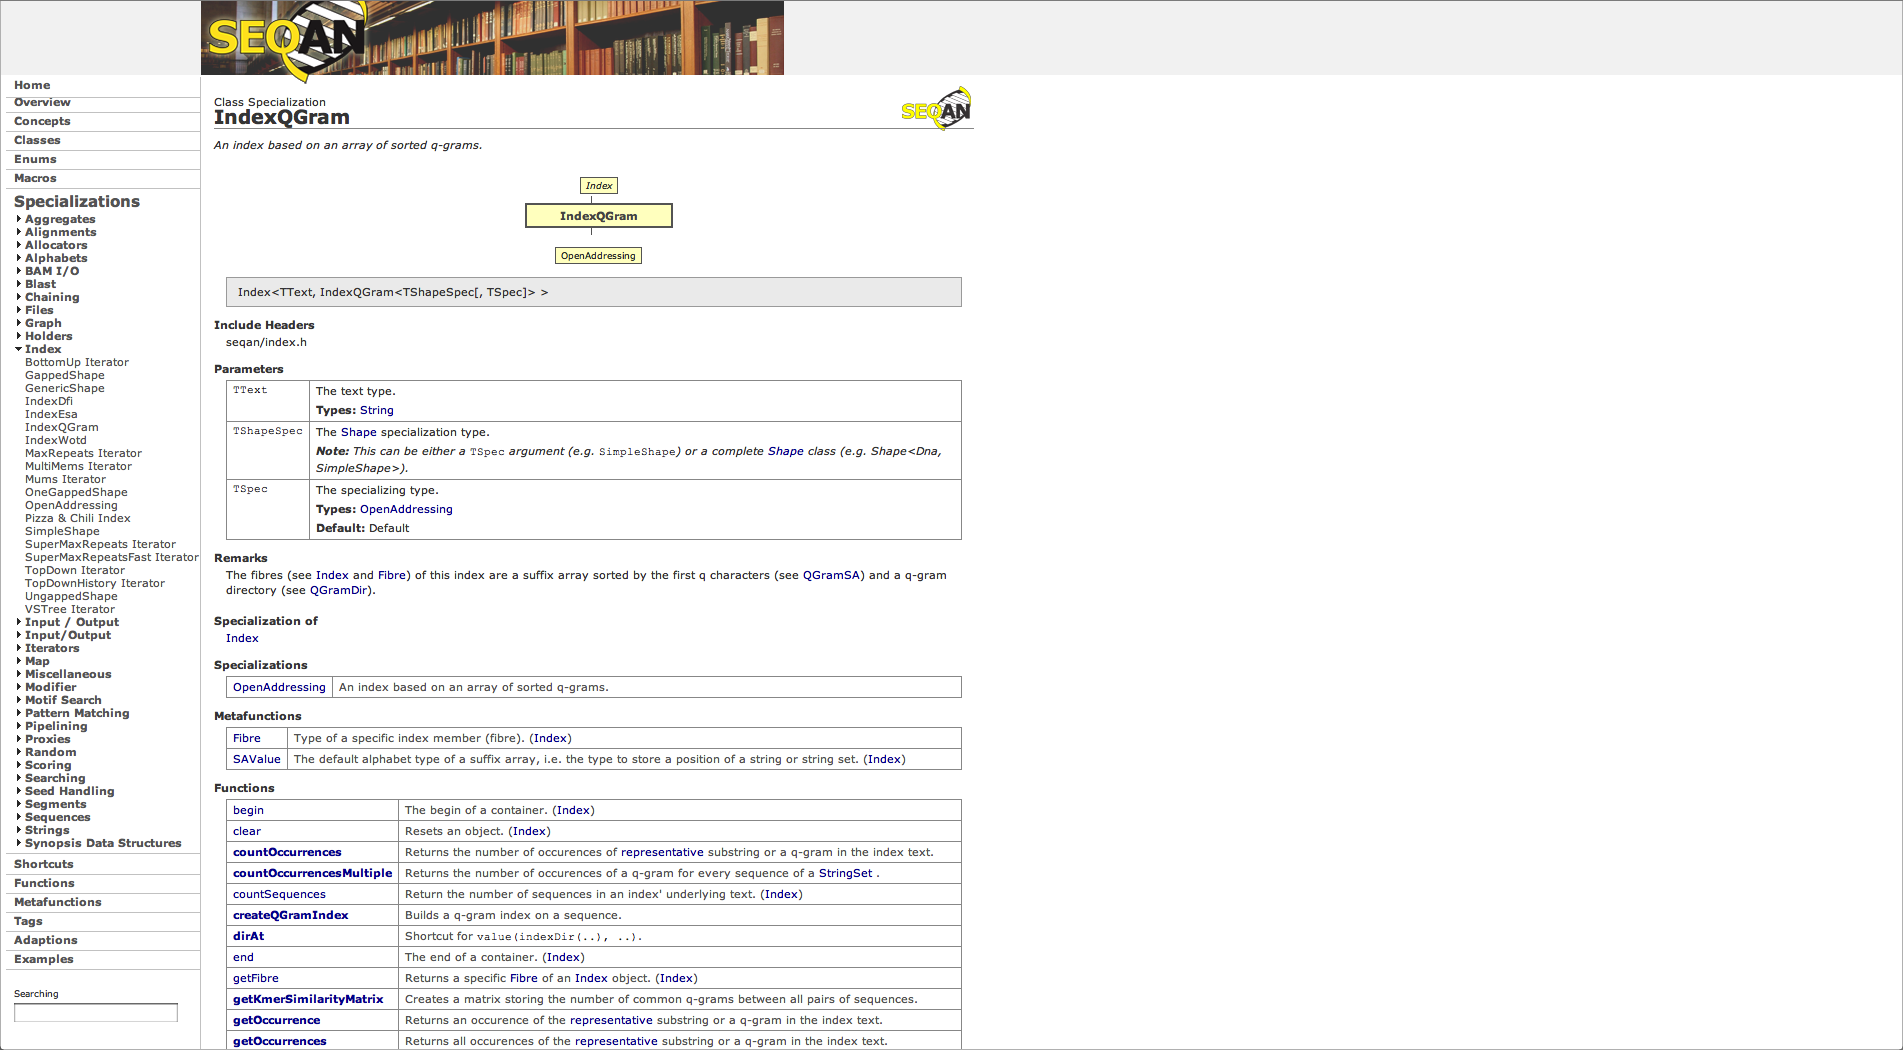 SEQAN
Home
Overview
Concepts
Classes
Enums
Macros
Specializations
Aggregates
Alignments
Allocators
Alphabets
BAM I/O
Blast
Chaining
Files
Graph
Holders
Index
BottomUp Iterator
GappedShape
GenericShape
IndexDfi
IndexEsa
IndexQGram
IndexWotd
MaxRepeats Iterator
MultiMems Iterator
Mums Iterator
OneGappedShape
OpenAddressing
Pizza & Chili Index
SimpleShape
SuperMaxRepeats Iterator
SuperMaxRepeatsFast Iterator
TopDown Iterator
TopDownHistory Iterator
UngappedShape
VSTree Iterator
Input / Output
Input/Output
Iterators
Map
Miscellaneous
Modifier
Motif Search
Pattern Matching
Pipelining
Proxies
Random
Scoring
Searching
Seed Handling
Segments
Sequences
Strings
Synopsis Data Structures
Shortcuts
Functions
Metafunctions
Tags
Adaptions
Examples
Searching
Class Specialization
IndexQGram
SEQAN
An index based on an array of sorted q-grams.
Index
IndexQGram
OpenAddressing
Index<TText, IndexQGram<TShapeSpec[, TSpec]> >
Include Headers
seqan/index.h
Parameters
TText The text type.
Types: String
TShapeSpec The Shape specialization type.
Note: This can be either a TSpec argument (e.g. SimpleShape) or a complete Shape class (e.g. Shape<Dna,
SimpleShape>).
TSpec The specializing type.
Types: OpenAddressing
Default: Default
Remarks
The fibres (see Index and Fibre) of this index are a suffix array sorted by the first q characters (see QGramSA) and a q-gram
directory (see QGramDir).
Specialization of
Index
Specializations
OpenAddressing An index based on an array of sorted q-grams.
Metafunctions
Fibre Type of a specific index member (fibre). (Index)
SAValue The default alphabet type of a suffix array, i.e. the type to store a position of a string or string set. (Index)
Functions
begin The begin of a container. (Index)
clear Resets an object. (Index)
countOccurrences Returns the number of occurences of representative substring or a q-gram in the index text.
countOccurrencesMultiple Returns the number of occurences of a q-gram for every sequence of a StringSet .
countSequences Return the number of sequences in an index' underlying text. (Index)
createQGramIndex Builds a q-gram index on a sequence.
dirAt Shortcut for value(indexDir(..), ..).
end The end of a container. (Index)
getFibre Returns a specific Fibre of an Index object. (Index)
getKmerSimilarityMatrix Creates a matrix storing the number of common q-grams between all pairs of sequences.
getOccurrence Returns an occurence of the representative substring or a q-gram in the index text.
getOccurrences Returns all occurences of the representative substring or a q-gram in the index text.